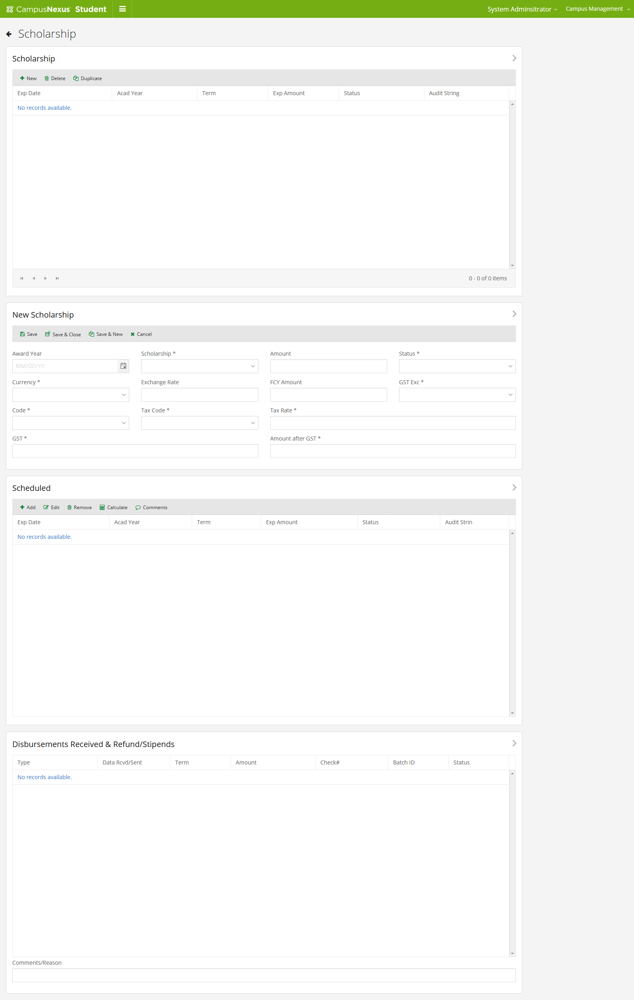 CampusNexus Student System Adminsitrator Campus Management
Scholarship
Scholarship
New Delete Duplicate
Exp Date Acad Year Term Exp Amount Status Audit String
No records available.
0 - 0 of 0 items
New Scholarship
Save Save & Close Save & New Cancel
Award Year Scholarship * Amount Status *
MM/DD/YY
Currency * Exchange Rate FCY Amount GST Exc *
Code * Tax Code * Tax Rate *
GST * Amount after GST *
Scheduled
Add Edit Remove Calculate Comments
Exp Date Acad Year Term Exp Amount Status Audit Strin
No records available.
Disbursements Received & Refund/Stipends
Type Data Rcvd/Sent Term Amount Check# Batch ID Status
No records available.
Comments/Reason